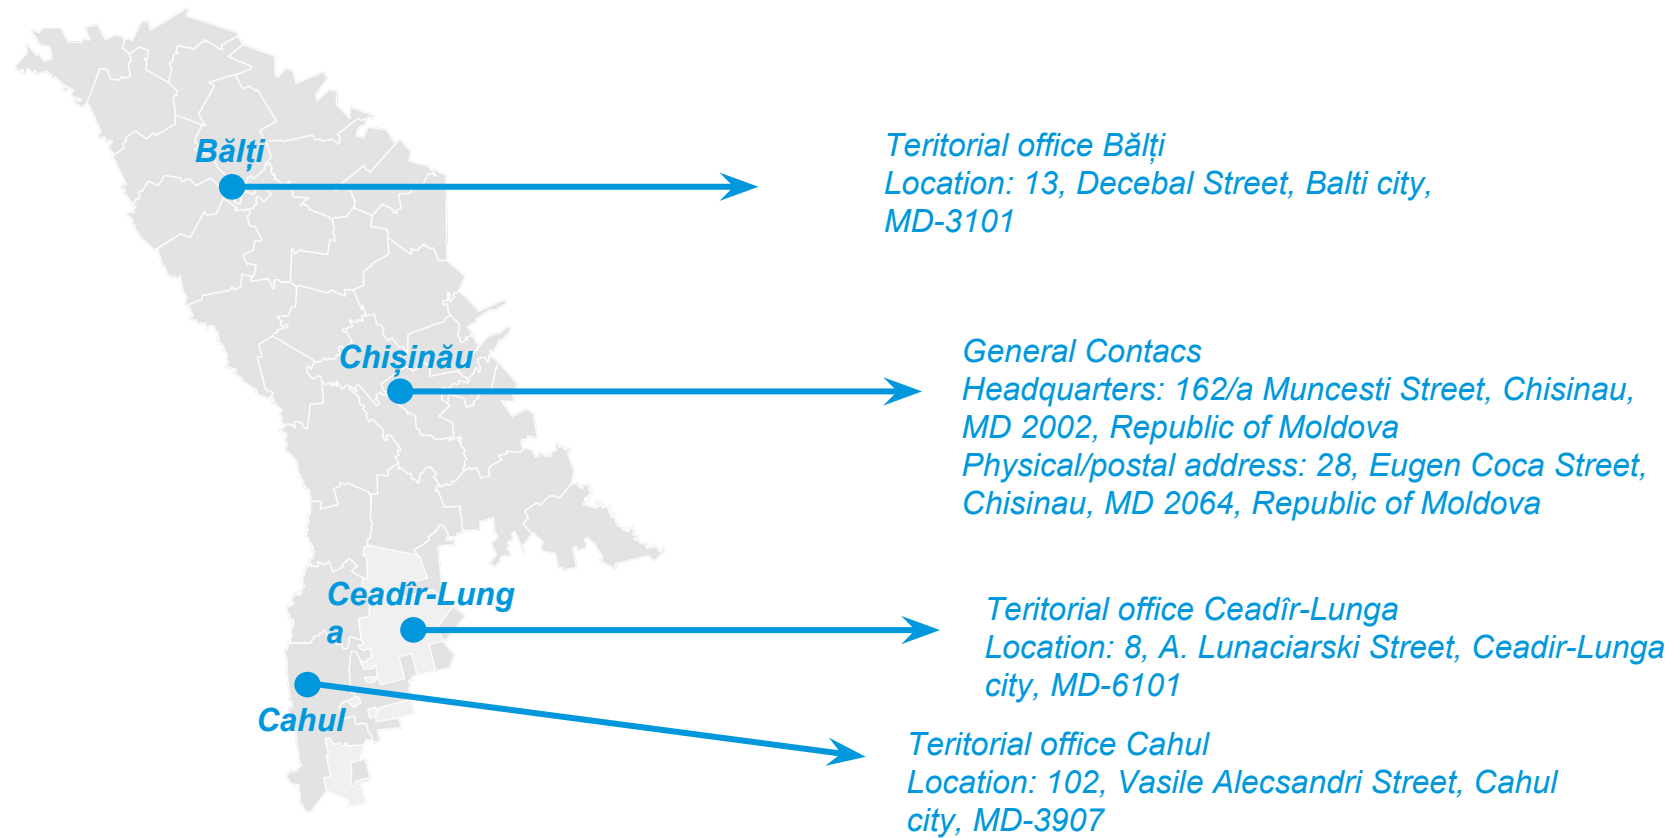 Bălți
Teritorial office Bălți
Location: 13, Decebal Street, Balti city,
MD-3101
Chișinău
General Contacs
Headquarters: 162/a Muncesti Street, Chisinau,
MD 2002, Republic of Moldova
Physical/postal address: 28, Eugen Coca Street,
Chisinau, MD 2064, Republic of Moldova
Ceadîr-Lung
a
Teritorial office Ceadîr-Lunga
Location: 8, A. Lunaciarski Street, Ceadir-Lunga
city, MD-6101
Cahul
Teritorial office Cahul
Location: 102, Vasile Alecsandri Street, Cahul
city, MD-3907